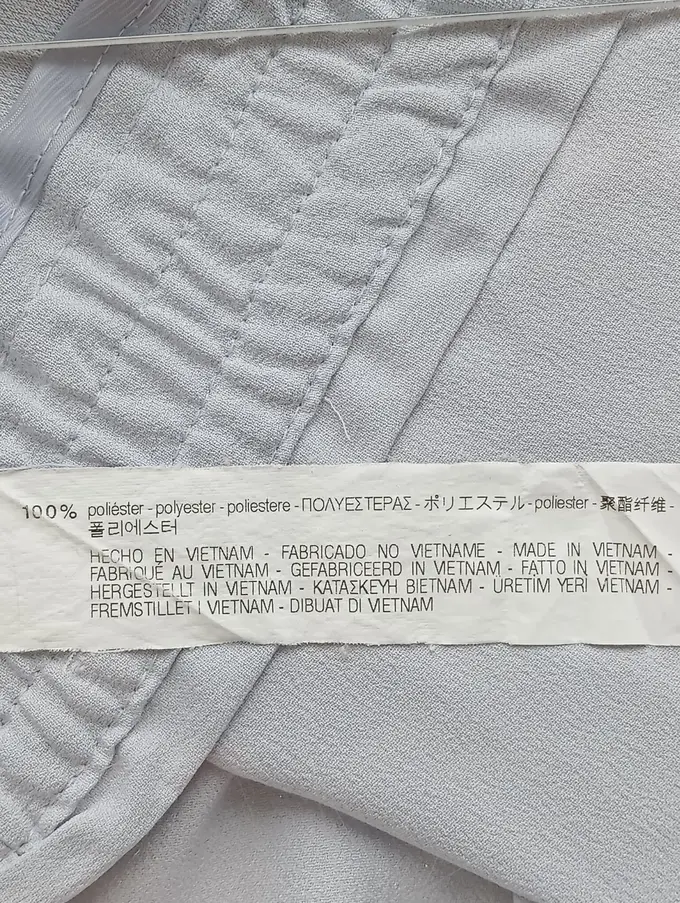 100% poliéster - polyester - poliestere - ΠΟΛΥΕΣΤΕΡΑΣ - ポリエステル - poliester - 聚酯纤维 -
폴리에스터
HECHO EN VIETNAM - FABRICADO NO VIETNAME - MADE IN VIETNAM -
FABRIQUÉ AU VIETNAM - GEFABRICEERD IN VIETNAM - FATTO IN VIETNAM -
HERGESTELLT IN VIETNAM - ΚΑΤΑΣΚΕΥΗ ΒΙΕΤΝΑΜ - ÜRETİM YERİ VIETNAM -
FREMSTILLET I VIETNAM - DIBUAT DI VIETNAM